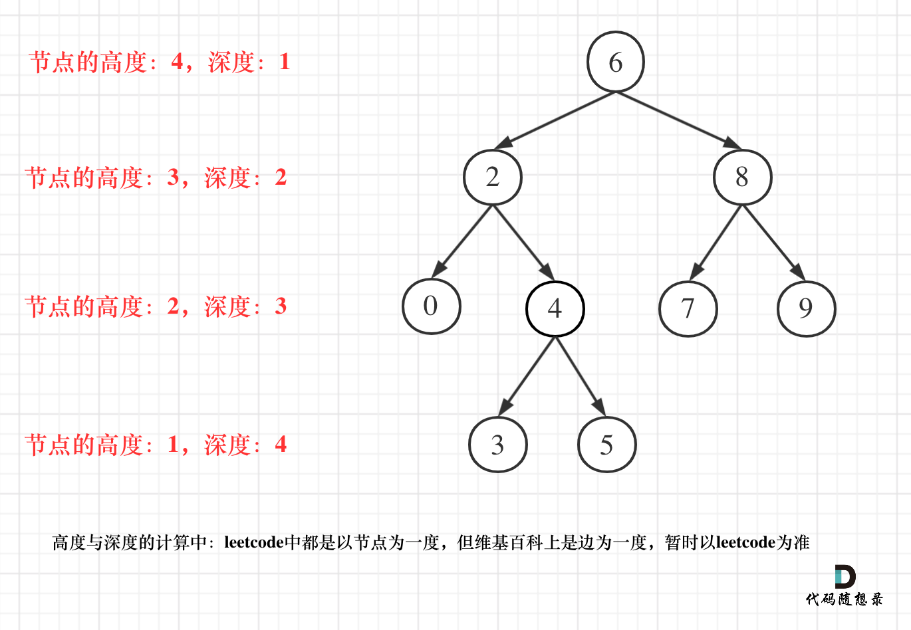 节点的高度：4，深度：1
6
节点的高度：3，深度：2
2
8
节点的高度：2，深度：3
0
4
7
9
节点的高度：1，深度：4
3
5
高度与深度的计算中：leetcode中都是以节点为一度，但维基百科上是边为一度，暂时以leetcode为准
代码随想录